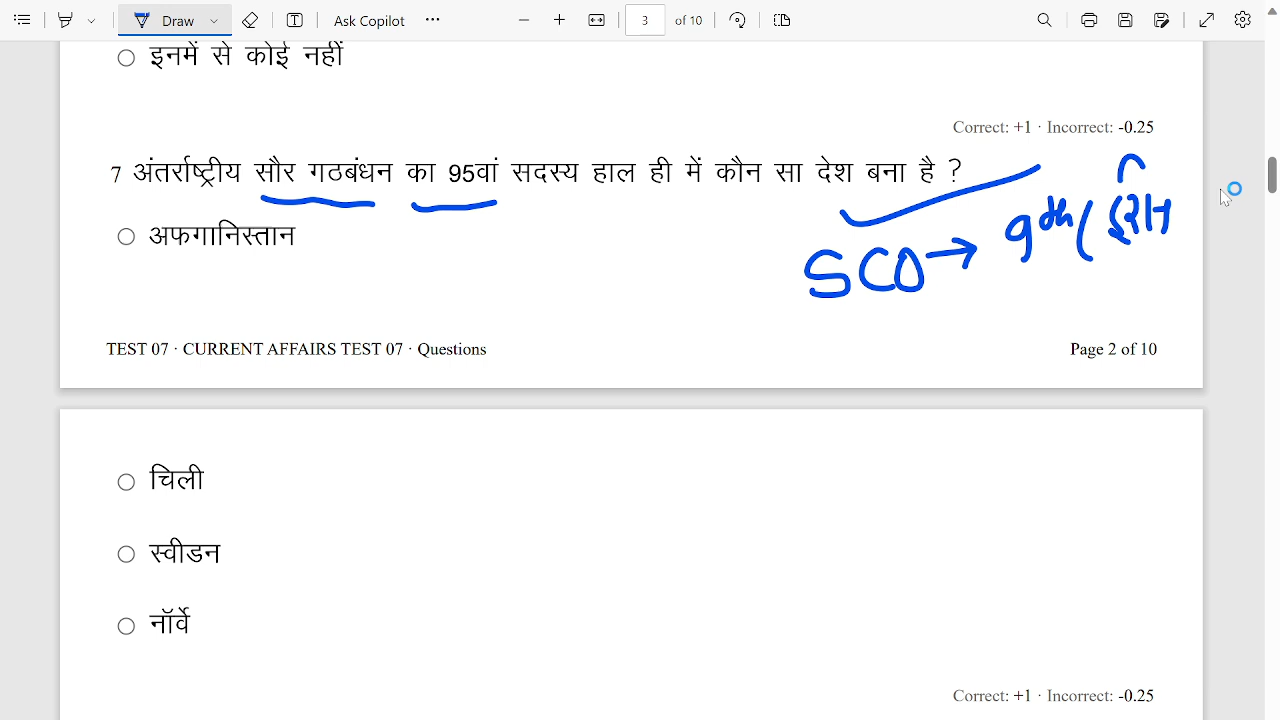 Draw
Ask Copilot
3 of 10
इनमें से कोई नहीं
Correct: +1 · Incorrect: -0.25
7 अंतर्राष्ट्रीय सौर गठबंधन का 95वां सदस्य हाल ही में कौन सा देश बना है ?
अफगानिस्तान
SCO → 9th ( ईरान
TEST 07 · CURRENT AFFAIRS TEST 07 · Questions
Page 2 of 10
चिली
स्वीडन
नॉर्वे
Correct: +1 · Incorrect: -0.25